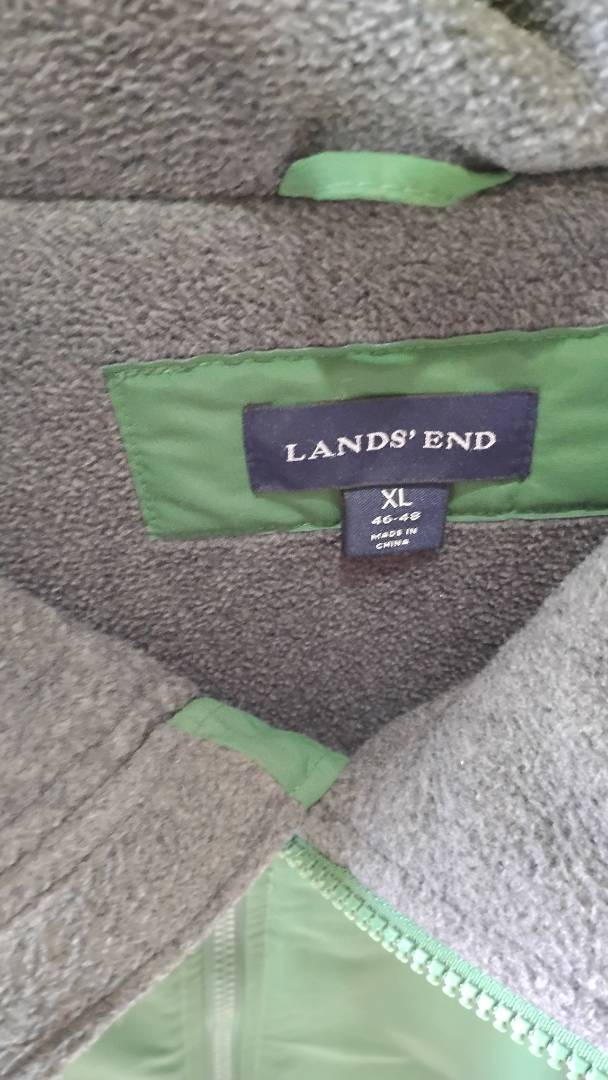 LANDS' END
XL
46-48
MADE IN
CHINA